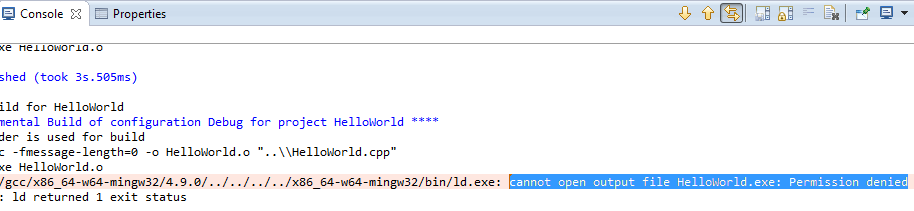 Console Properties
xe HelloWorld.o
shed (took 3s.505ms)
ild for HelloWorld
mental Build of configuration Debug for project HelloWorld ****
der is used for build
c -fmessage-length=0 -o HelloWorld.o "..\\HelloWorld.cpp"
xe HelloWorld.o
/gcc/x86_64-w64-mingw32/4.9.0/../../../../x86_64-w64-mingw32/bin/ld.exe: cannot open output file HelloWorld.exe: Permission denied
: ld returned 1 exit status